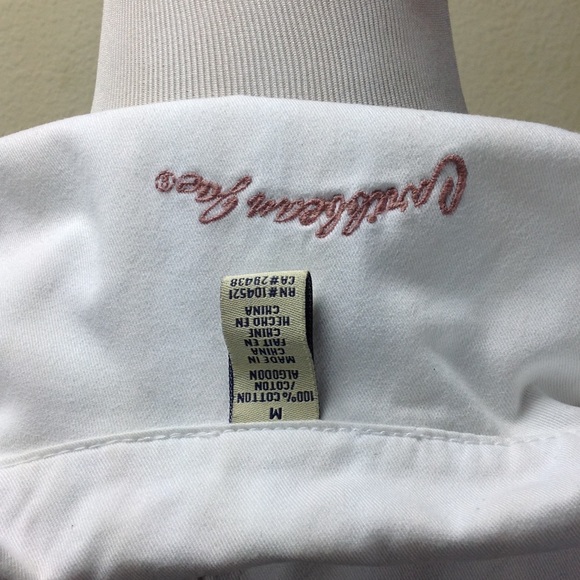 Caribbean Joe®
M
100% COTTON
/COTON
ALGODON
MADE IN
CHINA
FAIT EN
CHINE
HECHO EN
CHINA
RN#104521
CA#29438